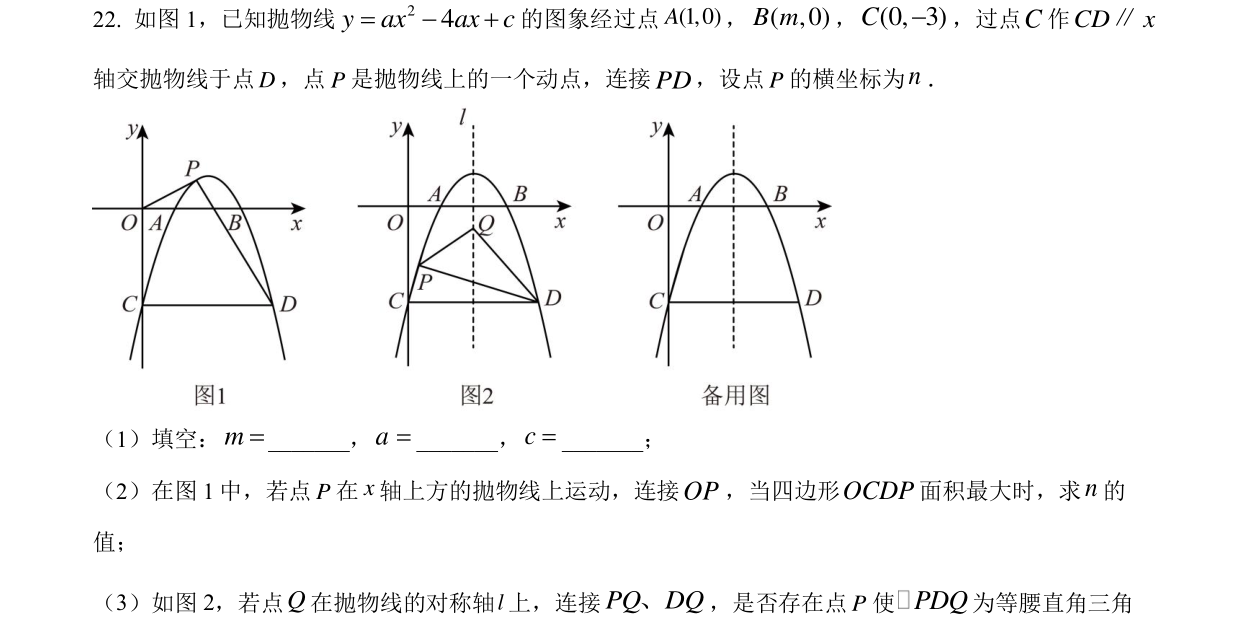 22. 如图 1，已知抛物线 y = ax² − 4ax + c 的图象经过点 A(1,0)，B(m,0)，C(0,−3)，过点 C 作 CD ∥ x
轴交抛物线于点 D，点 P 是抛物线上的一个动点，连接 PD，设点 P 的横坐标为 n．
y P O A B x C D
图1
y l A B O Q x P C D
图2
y A B O x C D
备用图
（1）填空：m =______，a =______，c =______；
（2）在图 1 中，若点 P 在 x 轴上方的抛物线上运动，连接 OP，当四边形 OCDP 面积最大时，求 n 的
值；
（3）如图 2，若点 Q 在抛物线的对称轴 l 上，连接 PQ、DQ，是否存在点 P 使□PDQ 为等腰直角三角